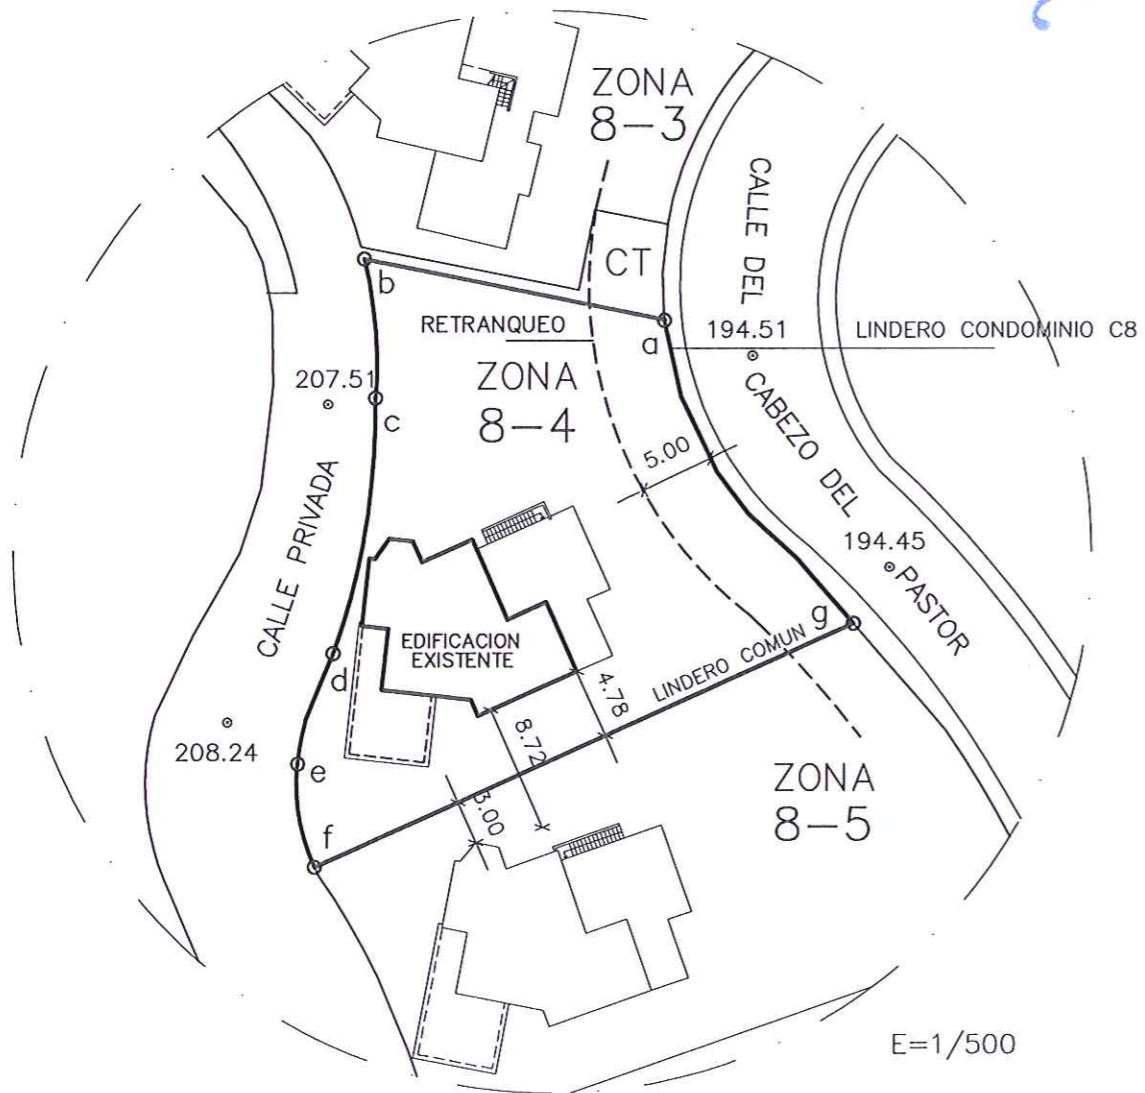 ZONA
8-3
CALLE DEL
CT
b
RETRANQUEO
a
194.51
LINDERO CONDOMINIO C8
ZONA
8-4
207.51
c
CABEZO DEL
5.00
CALLE PRIVADA
194.45
PASTOR
g
EDIFICACION
EXISTENTE
LINDERO COMUN
d
4.78
8.72
208.24
e
ZONA
8-5
3.00
f
E=1/500